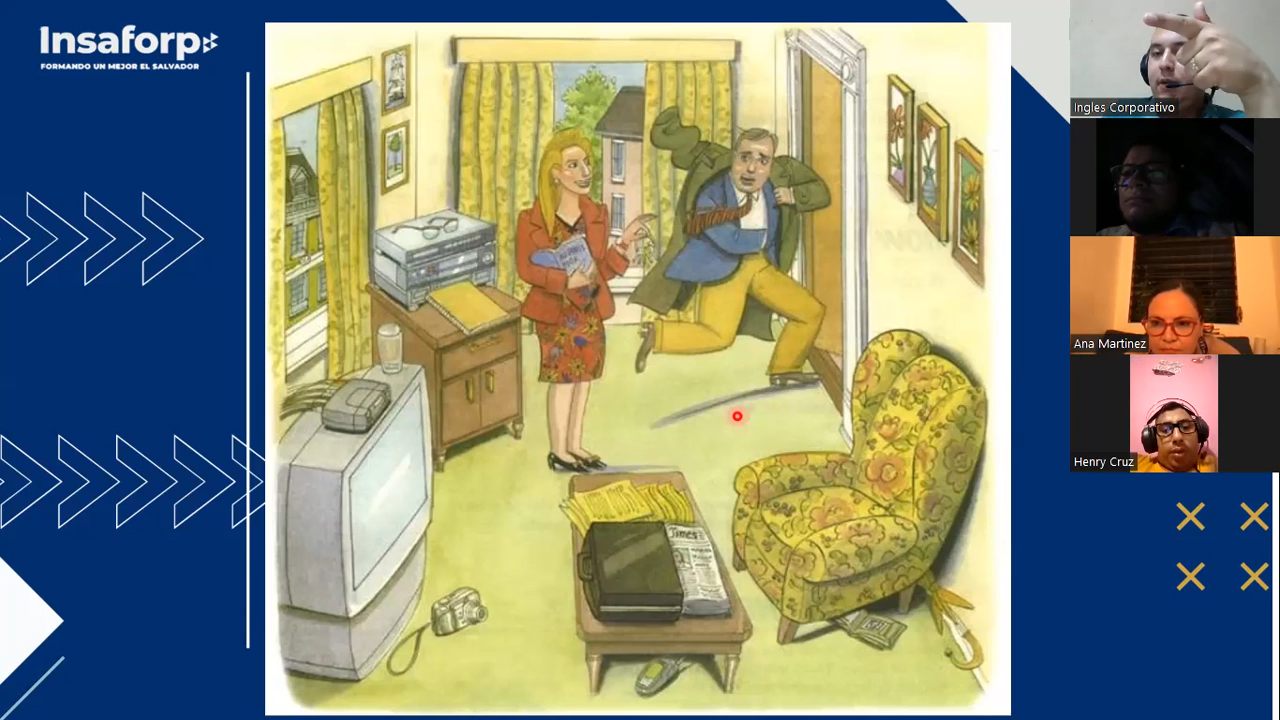 Insaforp
FORMANDO UN MEJOR EL SALVADOR
Times
Ingles Corporativo
Ana Martinez
Henry Cruz